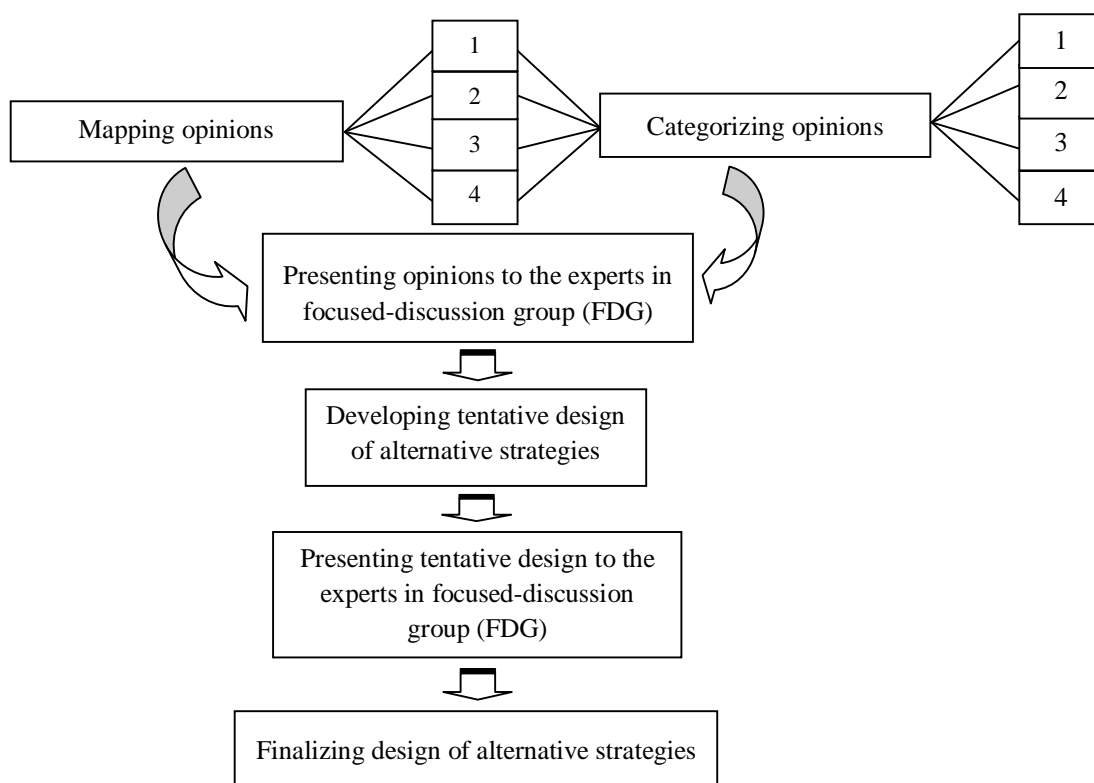 Mapping opinions
1
2
3
4
Categorizing opinions
1
2
3
4
Presenting opinions to the experts in
focused-discussion group (FDG)
Developing tentative design
of alternative strategies
Presenting tentative design to the
experts in focused-discussion
group (FDG)
Finalizing design of alternative strategies